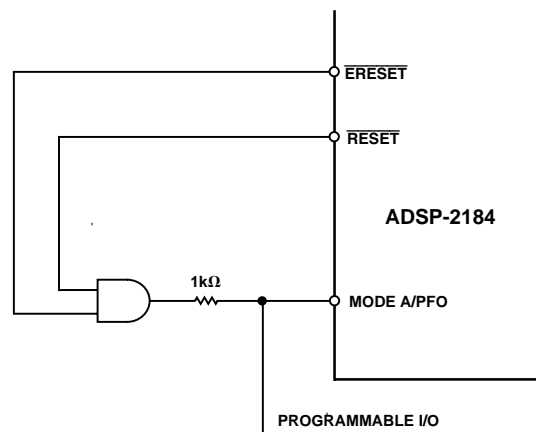 ERESET
RESET
ADSP-2184
1kΩ
MODE A/PFO
PROGRAMMABLE I/O